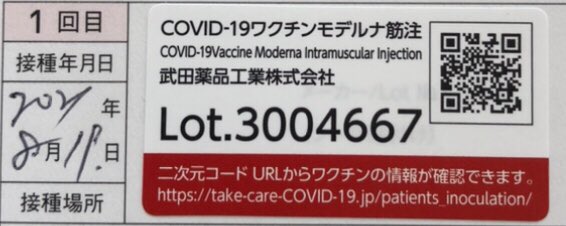 1回目
接種年月日
2021年
8月19日
接種場所
COVID-19ワクチンモデルナ筋注
COVID-19Vaccine Moderna Intramuscular Injection
武田薬品工業株式会社
Lot.3004667
二次元コード URLからワクチンの情報が確認できます。
https://take-care-COVID-19.jp/patients_inoculation/